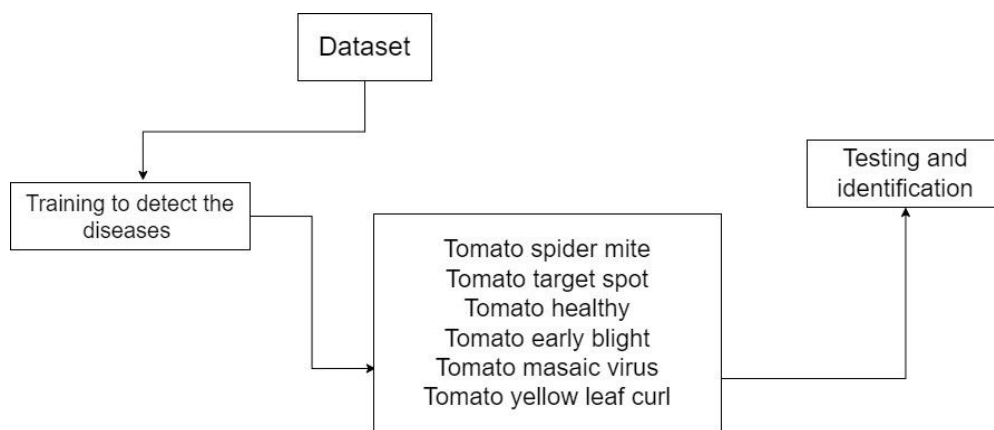 Dataset
Training to detect the
diseases
Tomato spider mite
Tomato target spot
Tomato healthy
Tomato early blight
Tomato masaic virus
Tomato yellow leaf curl
Testing and
identification